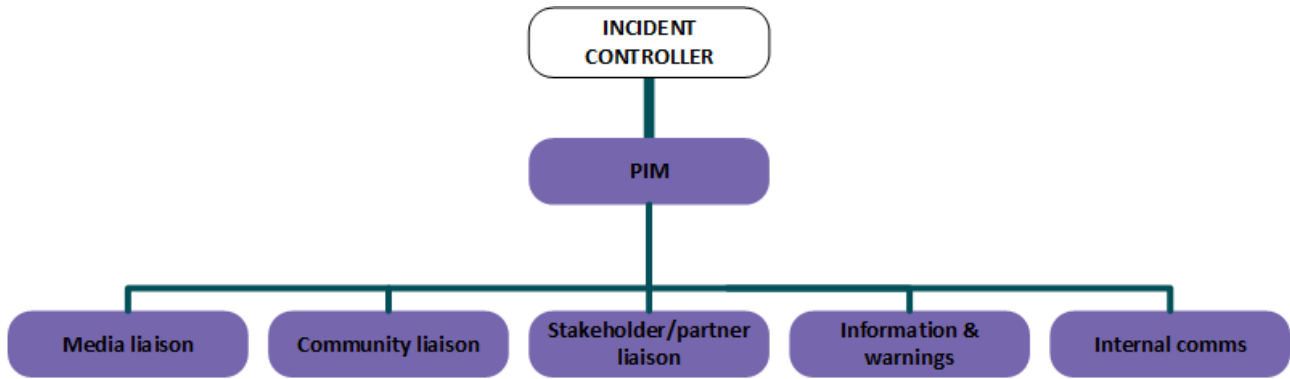 INCIDENT
CONTROLLER
PIM
Media liaison
Community liaison
Stakeholder/partner
liaison
Information &
warnings
Internal comms